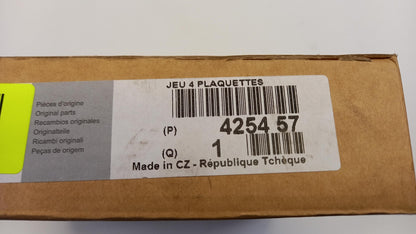 Pièces d'origine
Original parts
Recambios originales
Originalteile
Ricambi originali
Peças de origem
JEU 4 PLAQUETTES
(P) 4254 57
(Q) 1
Made in CZ - République Tchèque